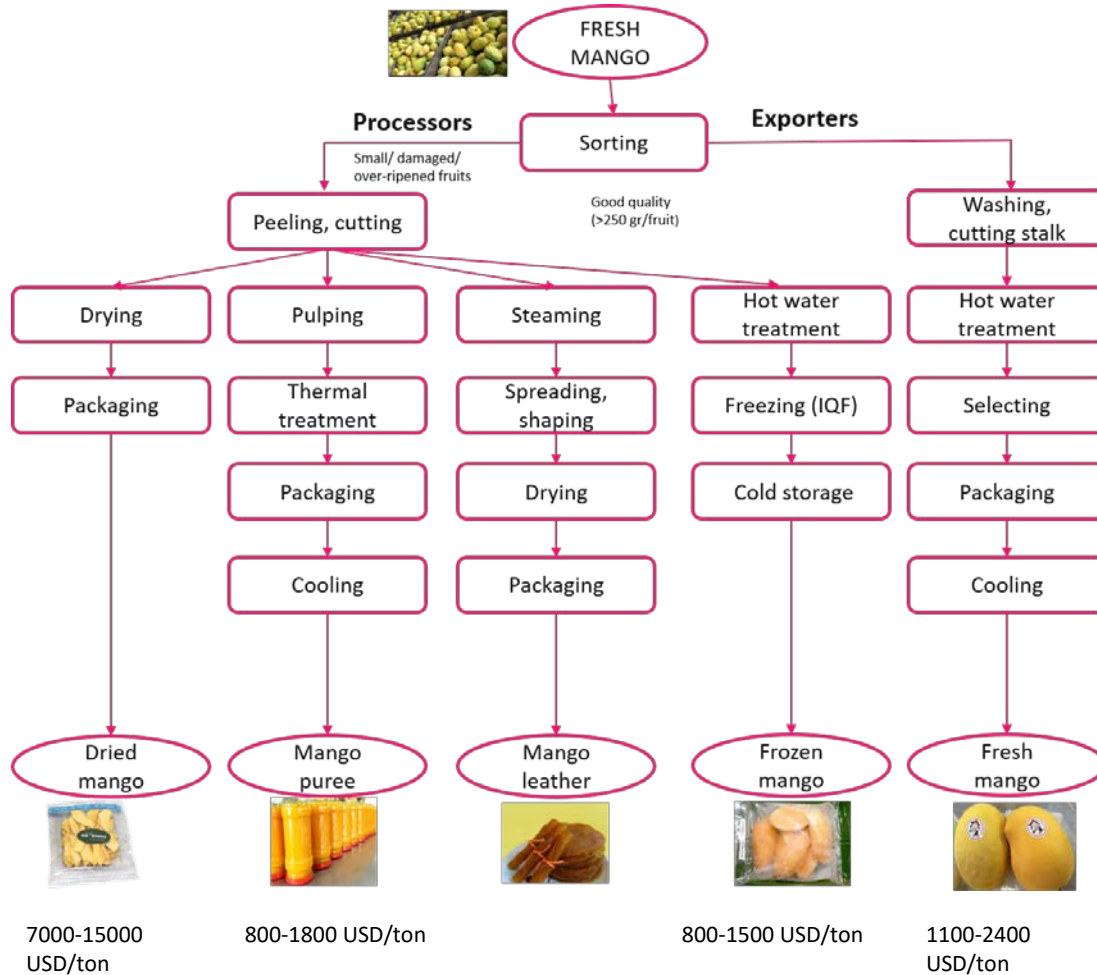 FRESH
MANGO
Processors
Exporters
Sorting
Small/ damaged/
over-ripened fruits
Good quality
(>250 gr/fruit)
Peeling, cutting
Washing,
cutting stalk
Drying
Pulping
Steaming
Hot water
treatment
Hot water
treatment
Packaging
Thermal
treatment
Spreading,
shaping
Freezing (IQF)
Selecting
Packaging
Drying
Cold storage
Packaging
Cooling
Packaging
Cooling
Dried
mango
Mango
puree
Mango
leather
Frozen
mango
Fresh
mango
7000-15000
USD/ton
800-1800 USD/ton
800-1500 USD/ton
1100-2400
USD/ton